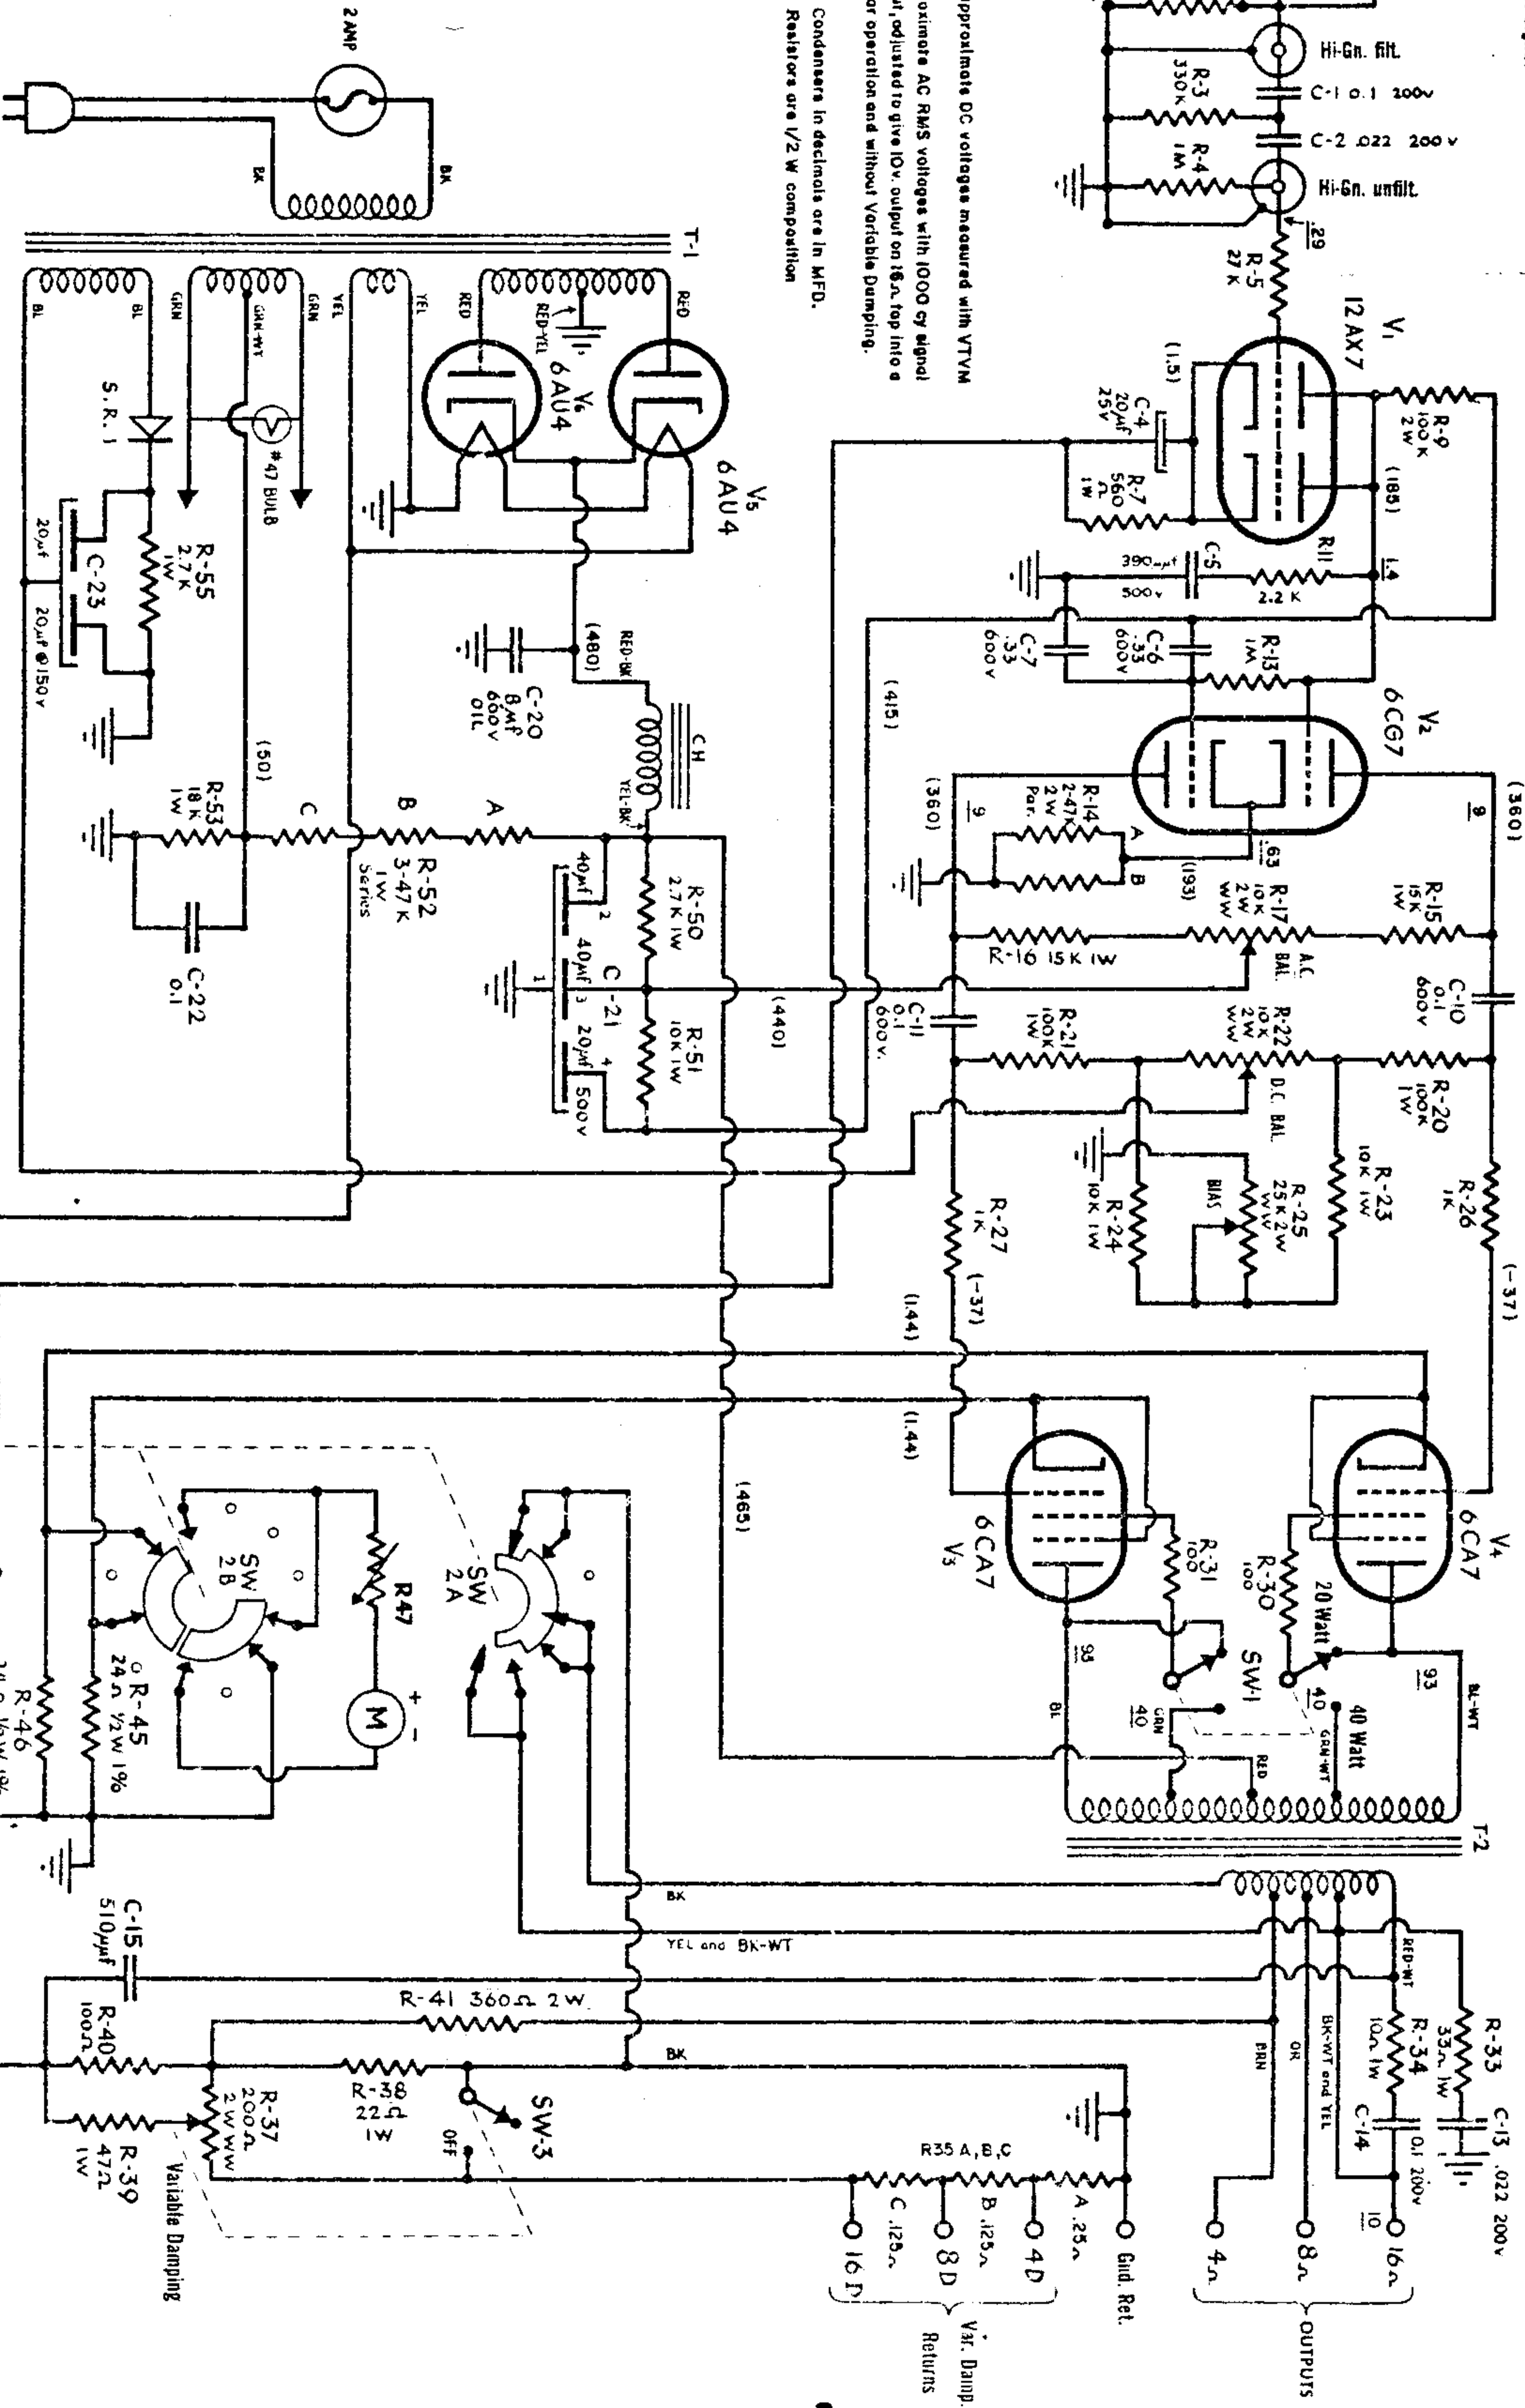 Hi-Gn. filt.
C-1 0.1 200v
R-3
330K
C-2 .022 200v
R-4
1M
Hi-Gn. unfilt.
29
R-5
27K
V1
12AX7
(1.5)
C-4
20µf
25V
R-7
560
Ω
1W
R-9
100K
2W
(185)
R11
2.2 K
1.4
C-5
390µµf
500v
C-6
.33
600v
C-7
.33
600v
R-13
1M
V2
6CG7
(360)
9
(360)
9
R-14
2-47K
2W
Par.
A
B
.63
(193)
R-15
15K
1W
R-17
10K
2W
WW
A.C.
BAL.
R-16 15K 1W
C-10
0.1
600v
C-11
0.1
600v.
R-20
100K
1W
R-22
10K
2W
WW
D.C. BAL.
R-21
100K
1W
R-23
10K 1W
R-25
25K 2W
WW
BIAS
R-24
10K 1W
R-26
1K
R-27
1K
(-37)
(-37)
(1.44)
(1.44)
V4
6CA7
6CA7
V3
R-30
100
R-31
100
20 Watt
40 Watt
SW-1
93
93
40
40
BL-WT
GRN-WT
GRN
BL
RED
T-2
approximate DC voltages measured with VTVM
oximate AC RMS voltages with 1000 cy signal
ut, adjusted to give 10v. output on 16Ω tap into a
ar operation and without Variable Damping.
Condensers in decimals are in MFD.
Resistors are 1/2 W composition
2 AMP
BK
BK
T-1
RED
RED-YEL
RED
YEL
YEL
GRN
GRN-WT
GRN
BL
BL
V5
6AU4
V6
6AU4
#47 BULB
S.R.1
R-55
2.7K
1W
C-23
20µf
20µf@150v
(50)
(480)
RED-BK
C-20
8µf
600v
OIL
CH
YEL-BK
(415)
(440)
(465)
R-50
2.7K 1W
R-51
10K 1W
C-21
40µf
40µf
20µf
500v
2
1
3
4
A
B
C
R-52
3-47K
1W
Series
R-53
18K
1W
C-22
0.1
SW
2A
SW
2B
R47
M
+
-
R-45
24Ω 1/2W 1%
R-46
BK
YEL and BK-WT
RED-WT
BK-WT and YEL
OR
BRN
BK
R-33
33Ω 1W
C-13 .022 200v
R-34
10Ω 1W
C-14
0.1 200v
10
16Ω
8Ω
4Ω
OUTPUTS
C-15
510µµf
R-40
100Ω
R-41 360Ω 2W
R-38
22Ω
1W
R-37
200Ω
2W WW
R-39
47Ω
1W
Variable Damping
SW-3
OFF
R35 A,B,C
A .25Ω
B .125Ω
C .125Ω
Gnd. Ret.
4D
8D
16D
Var. Damp.
Returns